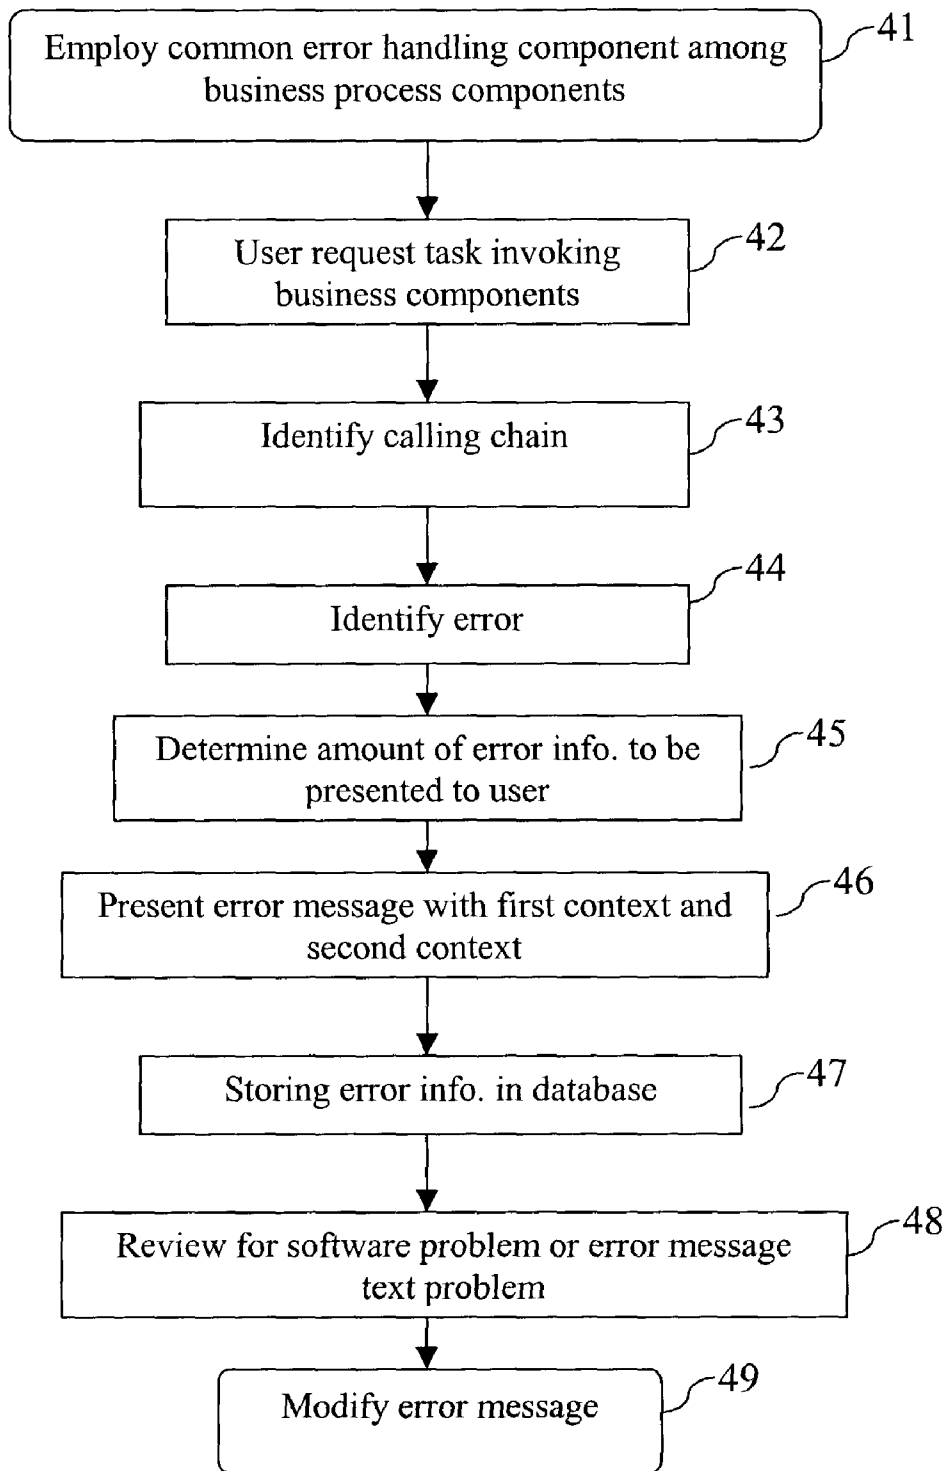 Employ common error handling component among
business process components
41
User request task invoking
business components
42
Identify calling chain
43
Identify error
44
Determine amount of error info. to be
presented to user
45
Present error message with first context and
second context
46
Storing error info. in database
47
Review for software problem or error message
text problem
48
Modify error message
49